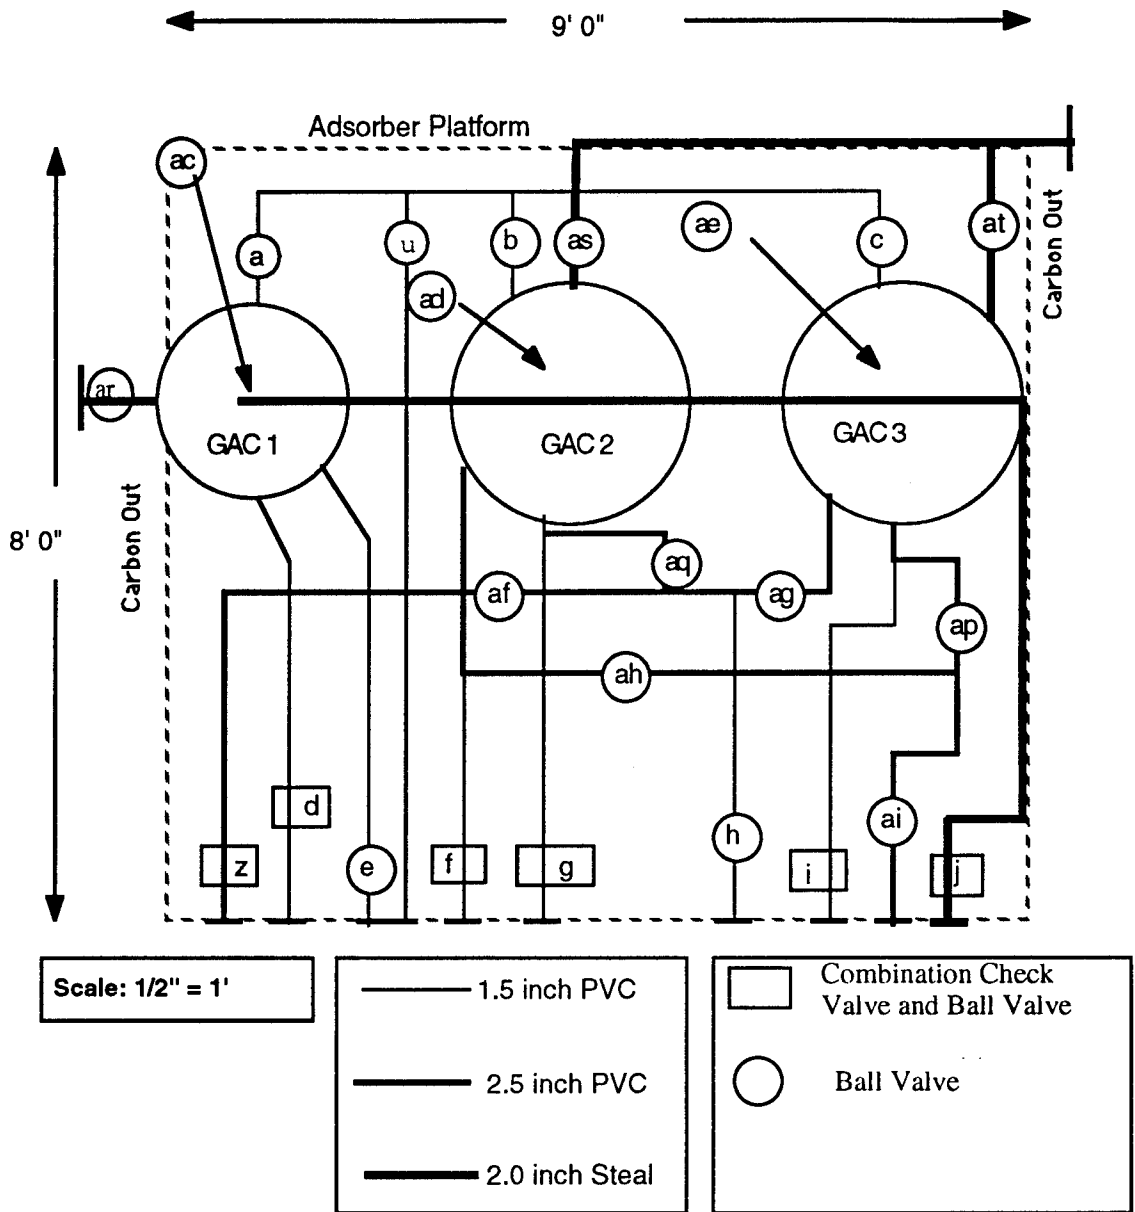 9' 0"
Adsorber Platform
ac
a
u
b
as
ae
c
at
Carbon Out
ad
ar
GAC 1
GAC 2
GAC 3
8' 0"
Carbon Out
aq
af
ag
ap
ah
d
z
e
f
g
h
i
ai
j
Scale: 1/2" = 1'
1.5 inch PVC
2.5 inch PVC
2.0 inch Steal
Combination Check
Valve and Ball Valve
Ball Valve